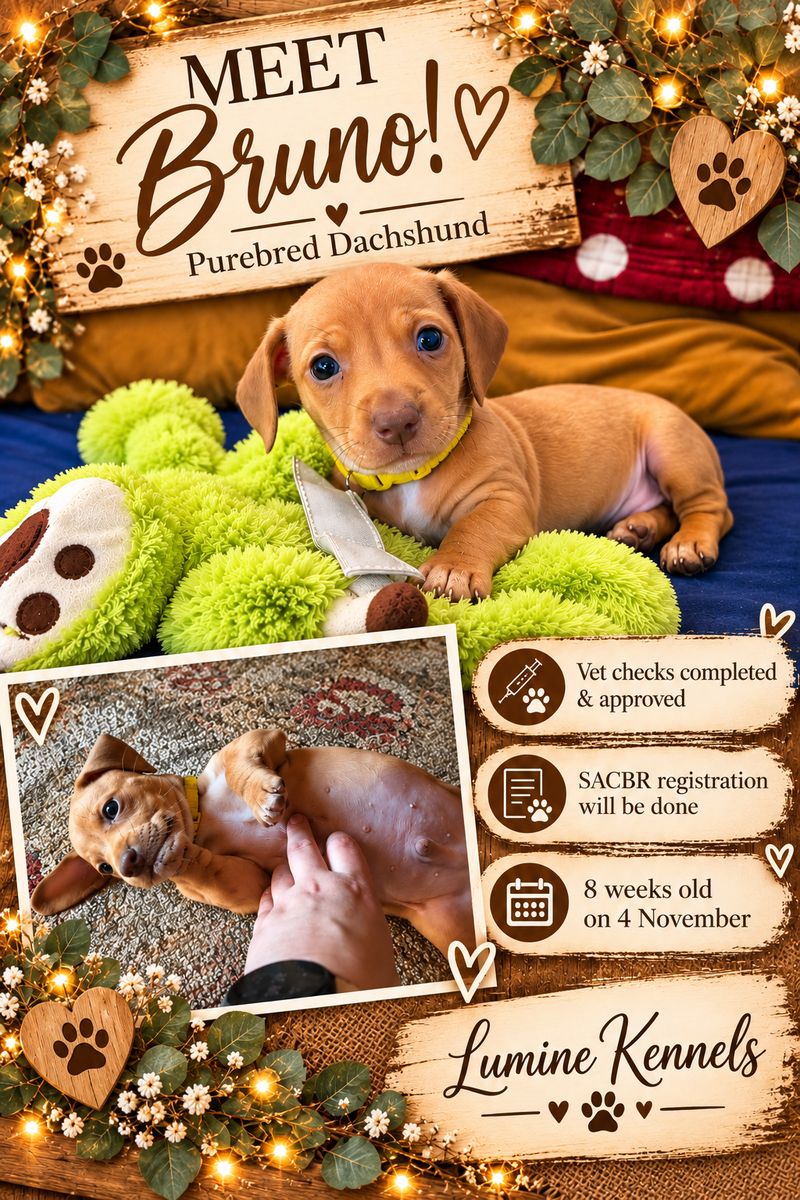 MEET
Bruno!
Purebred Dachshund
Vet checks completed
& approved
SACBR registration
will be done
8 weeks old
on 4 November
Lumine Kennels